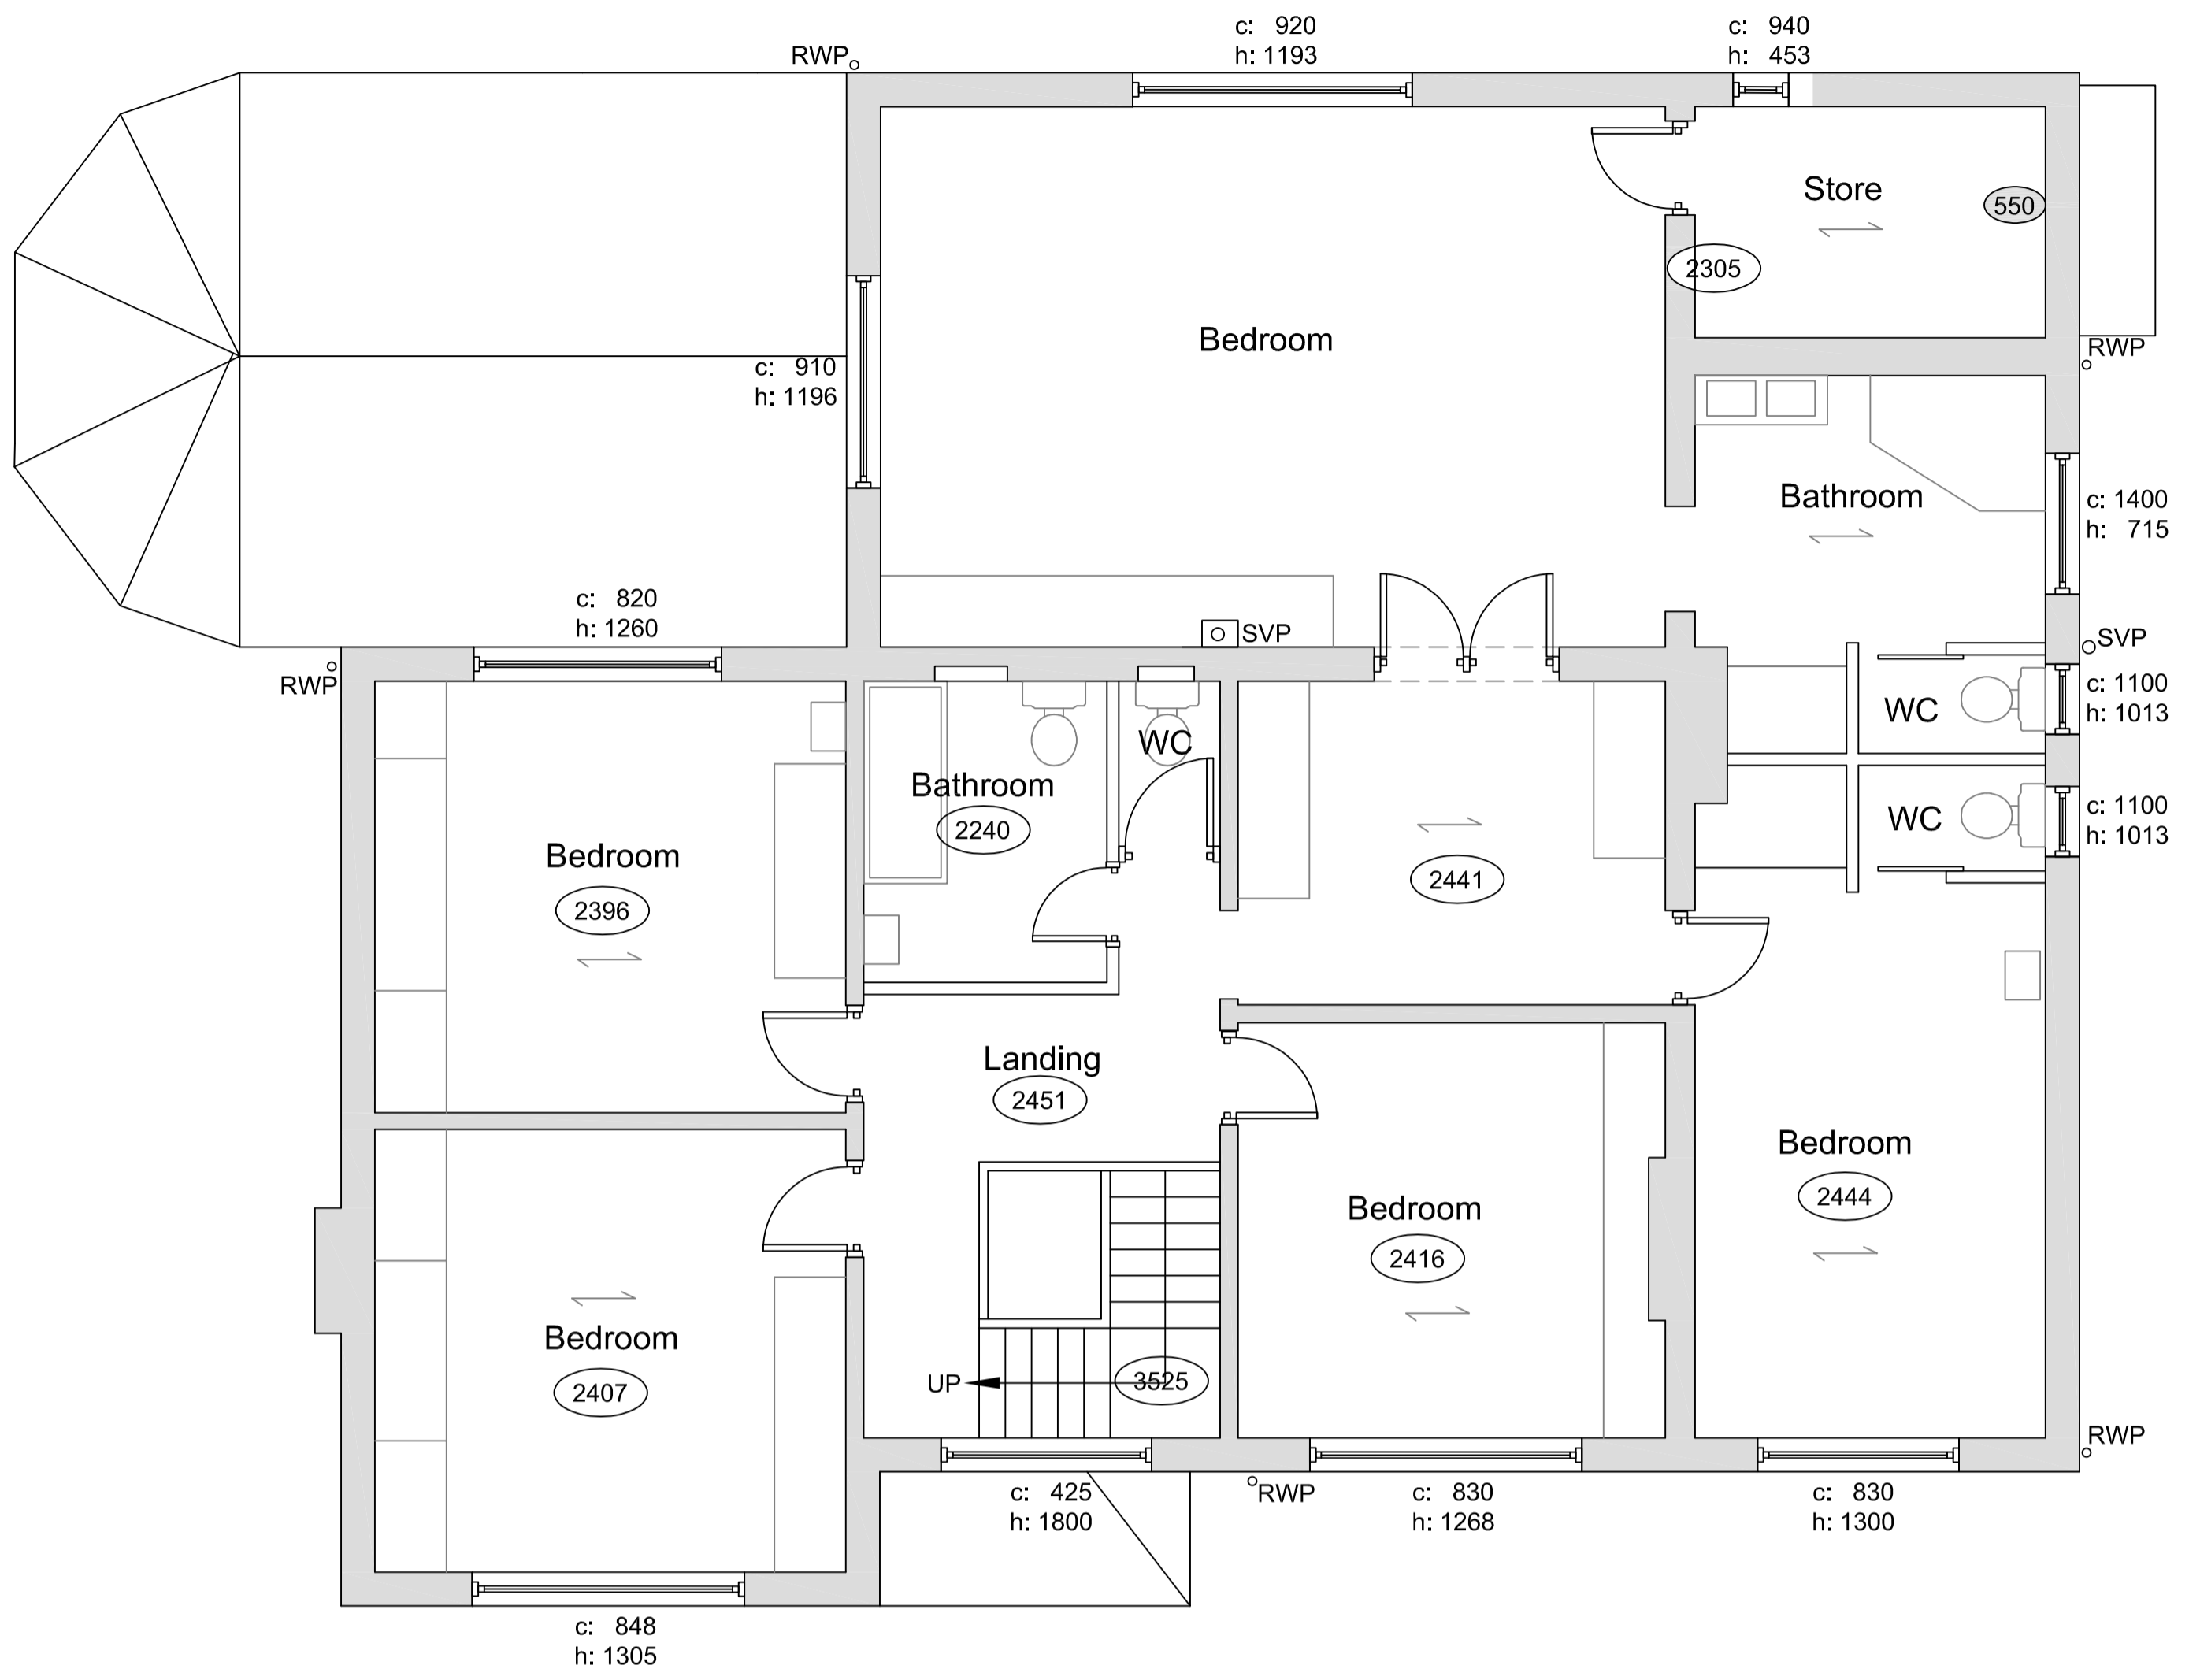 c: 920
h: 1193
c: 940
h: 453
RWP
Store
550
2305
Bedroom
RWP
c: 910
h: 1196
Bathroom
c: 1400
h: 715
c: 820
h: 1260
SVP
SVP
RWP
WC
c: 1100
h: 1013
WC
Bathroom
2240
WC
c: 1100
h: 1013
Bedroom
2396
2441
Landing
2451
Bedroom
2444
Bedroom
2416
Bedroom
2407
UP
3525
RWP
c: 425
h: 1800
RWP
c: 830
h: 1268
c: 830
h: 1300
c: 848
h: 1305